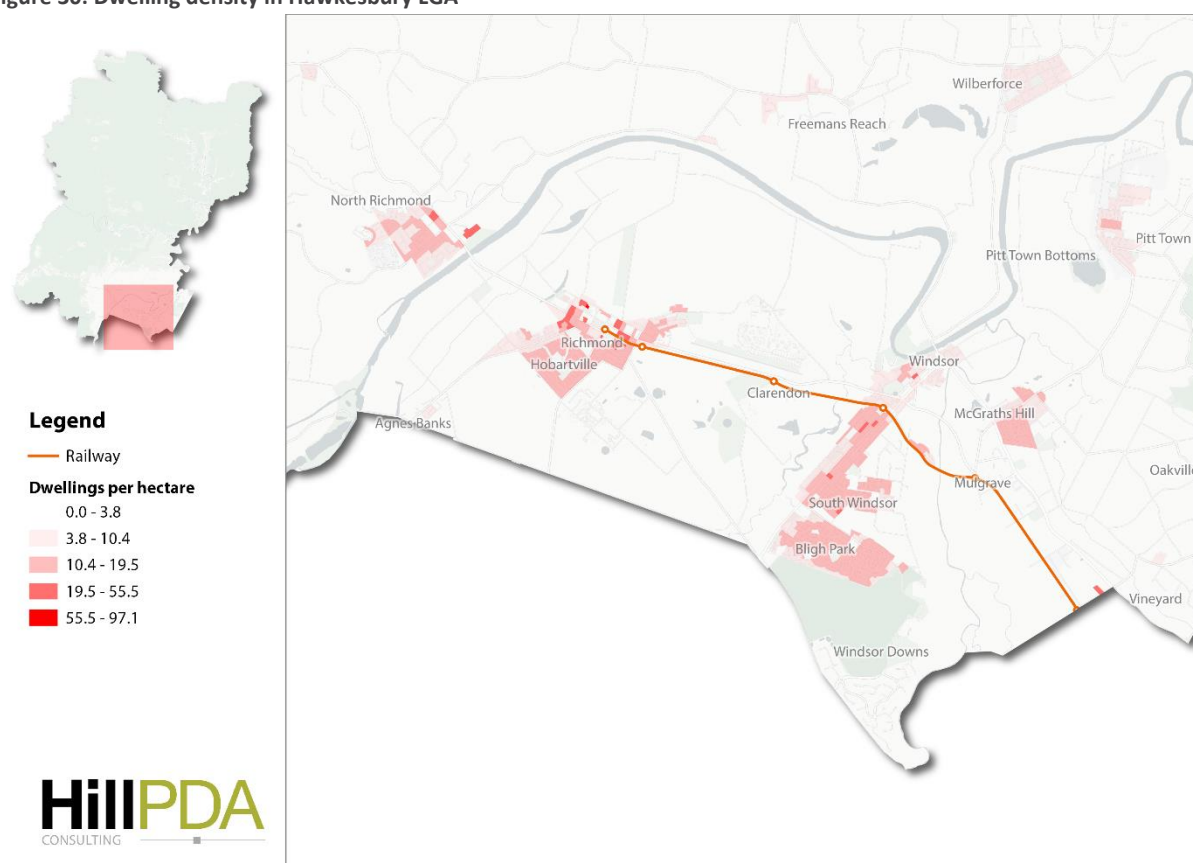 igure 30: Dwelling density in Hawkesbury LGA
Wilberforce
Freemans Reach
North Richmond
Pitt Town
Pitt Town Bottoms
Richmond
Hobartville
Windsor
Clarendon
McGraths Hill
Agnes Banks
Oakville
Mulgrave
South Windsor
Bligh Park
Vineyard
Windsor Downs
Legend
Railway
Dwellings per hectare
0.0 - 3.8
3.8 - 10.4
10.4 - 19.5
19.5 - 55.5
55.5 - 97.1
HillPDA
CONSULTING